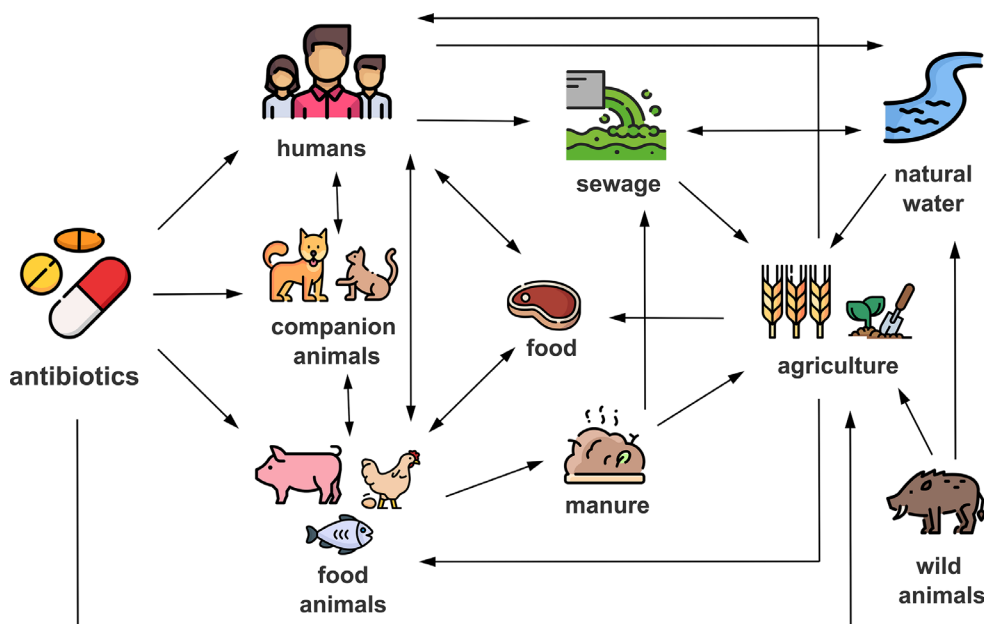 humans
sewage
natural
water
companion
animals
antibiotics
food
agriculture
manure
food
animals
wild
animals